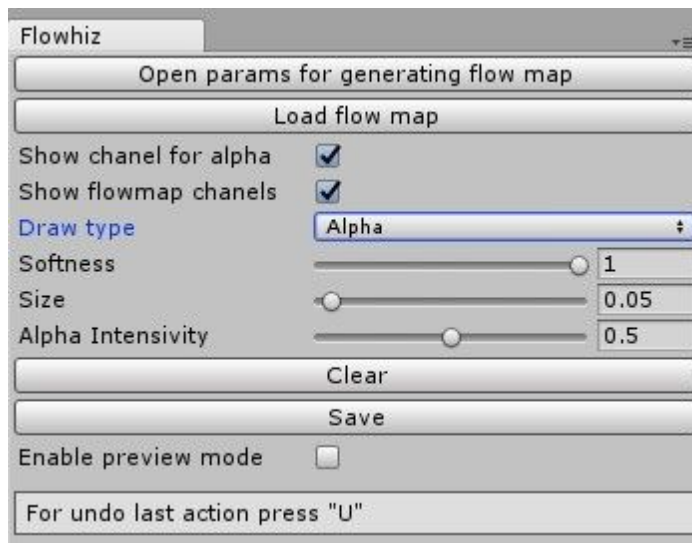 Flowhiz
Open params for generating flow map
Load flow map
Show chanel for alpha
Show flowmap chanels
Draw type Alpha
Softness 1
Size 0.05
Alpha Intensivity 0.5
Clear
Save
Enable preview mode
For undo last action press "U"